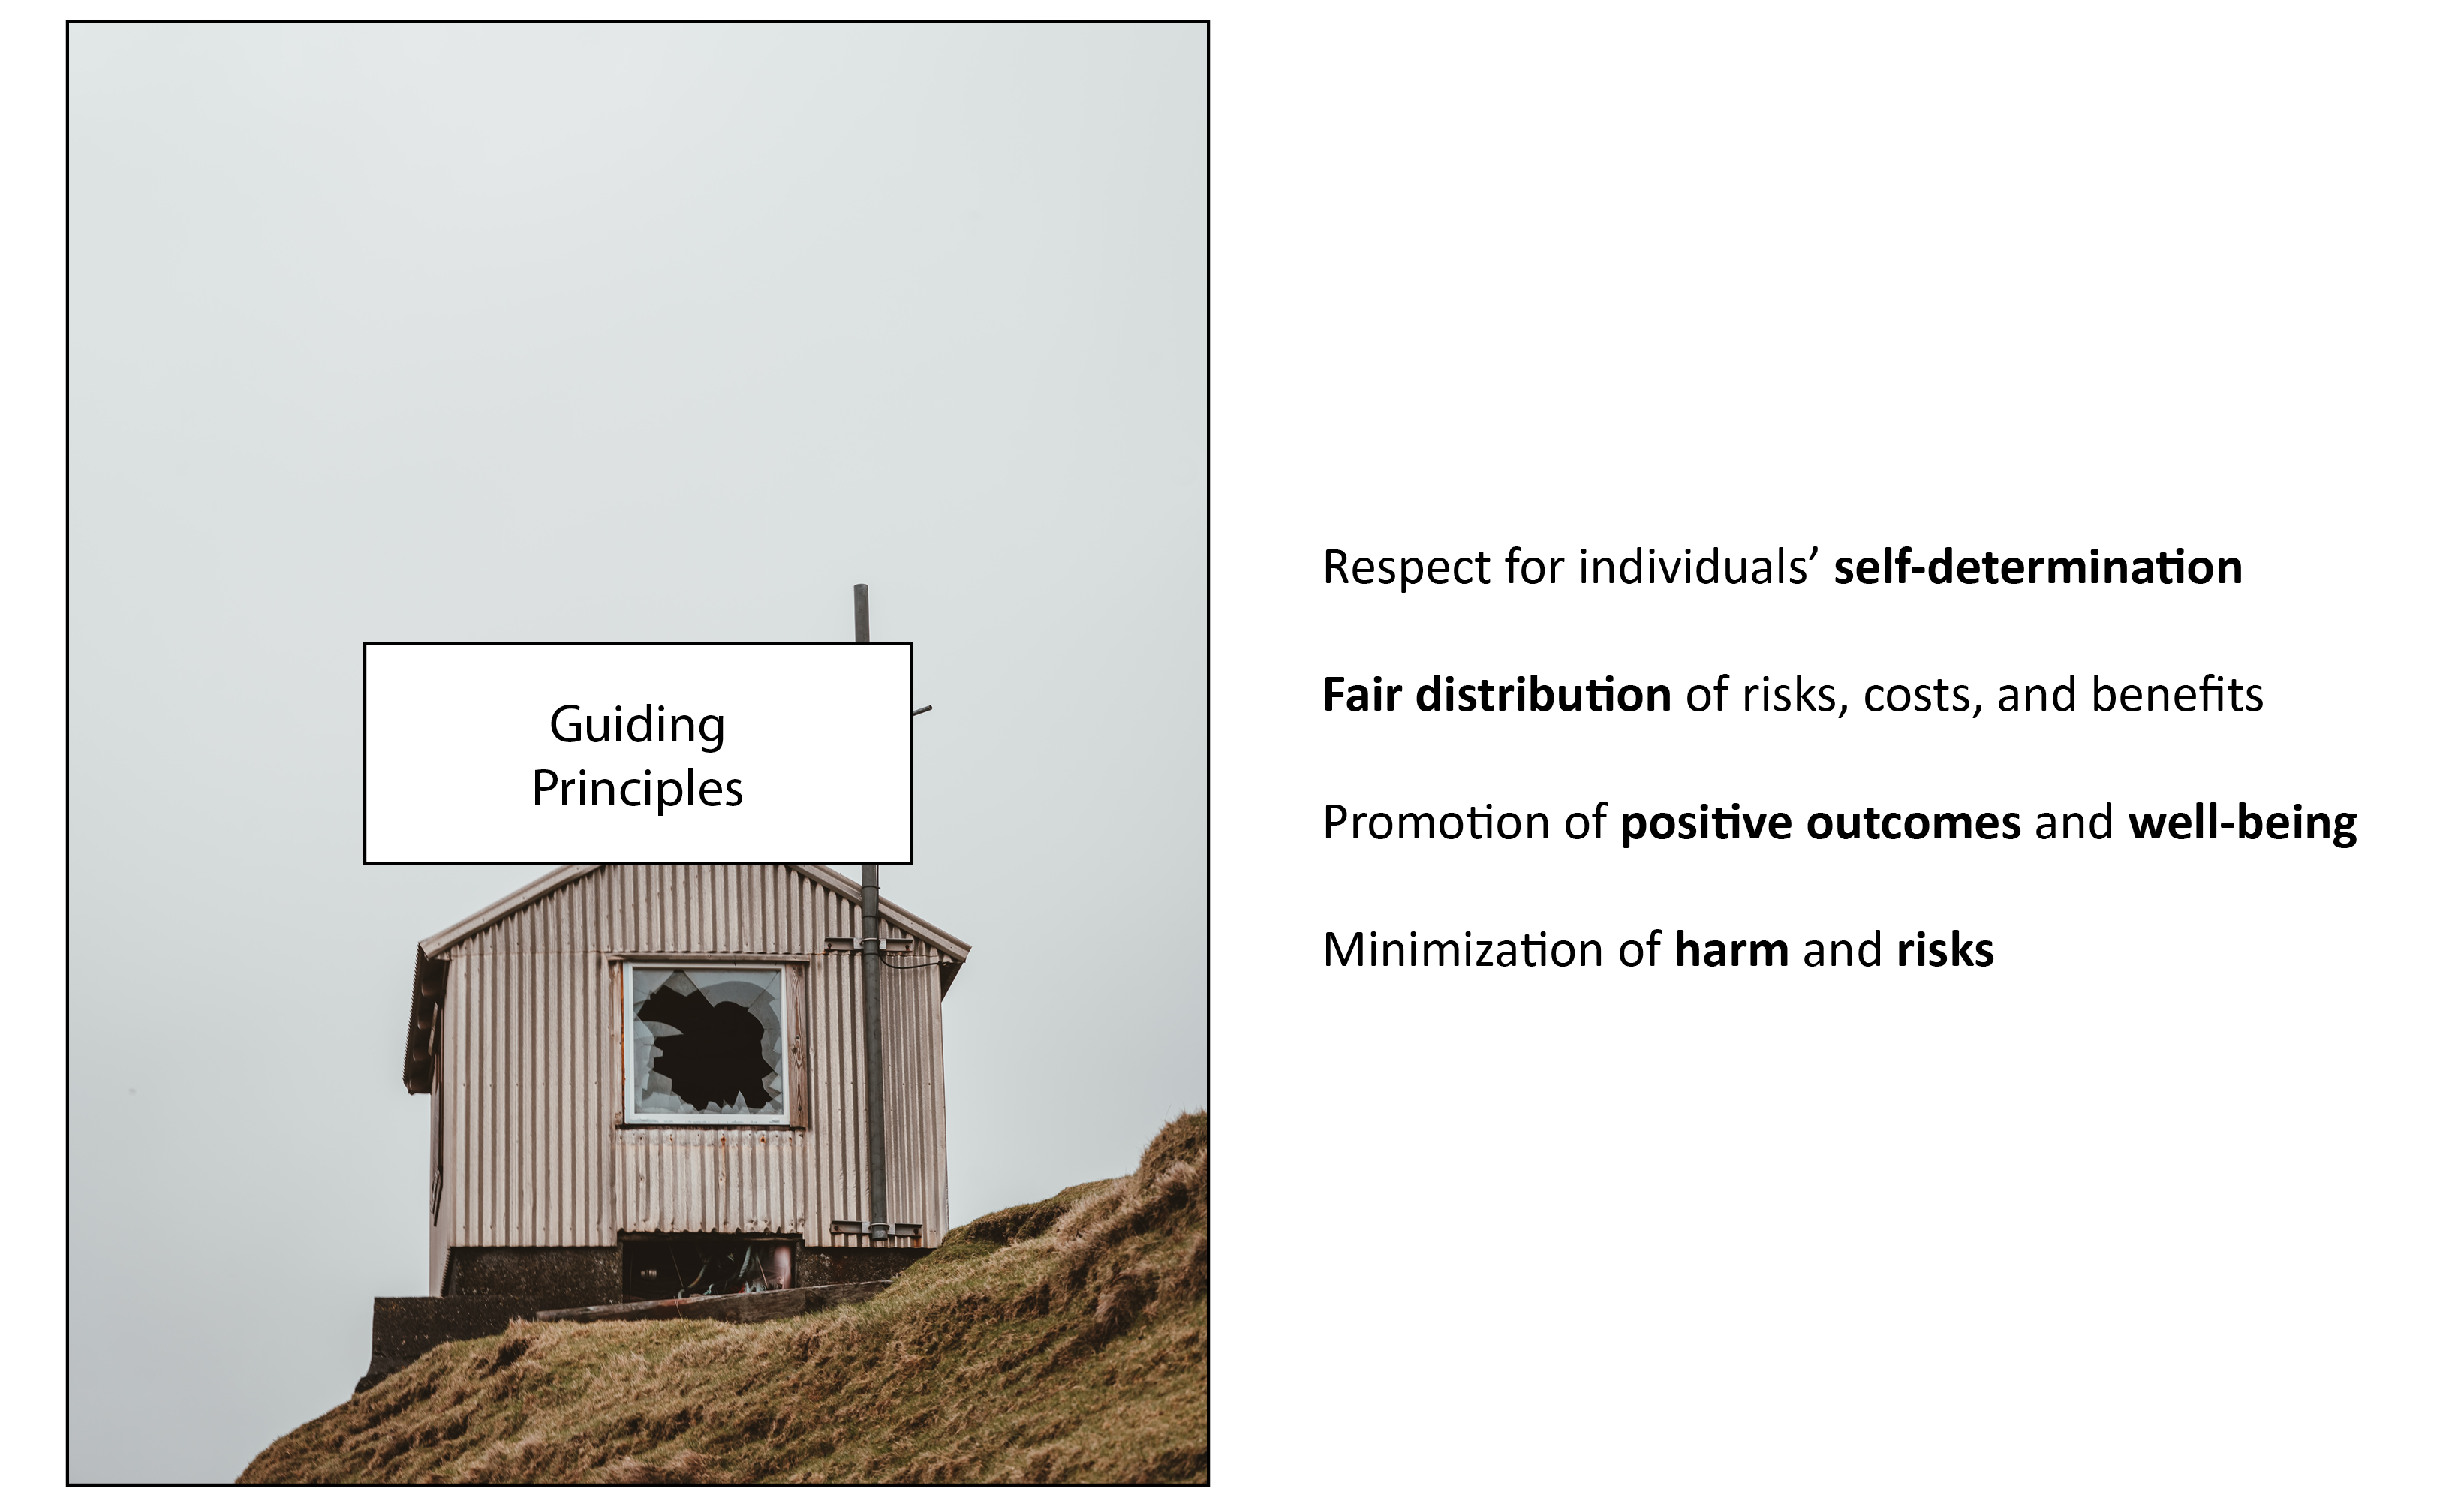 Guiding
Principles
Respect for individuals’ self-determination
Fair distribution of risks, costs, and benefits
Promotion of positive outcomes and well-being
Minimization of harm and risks